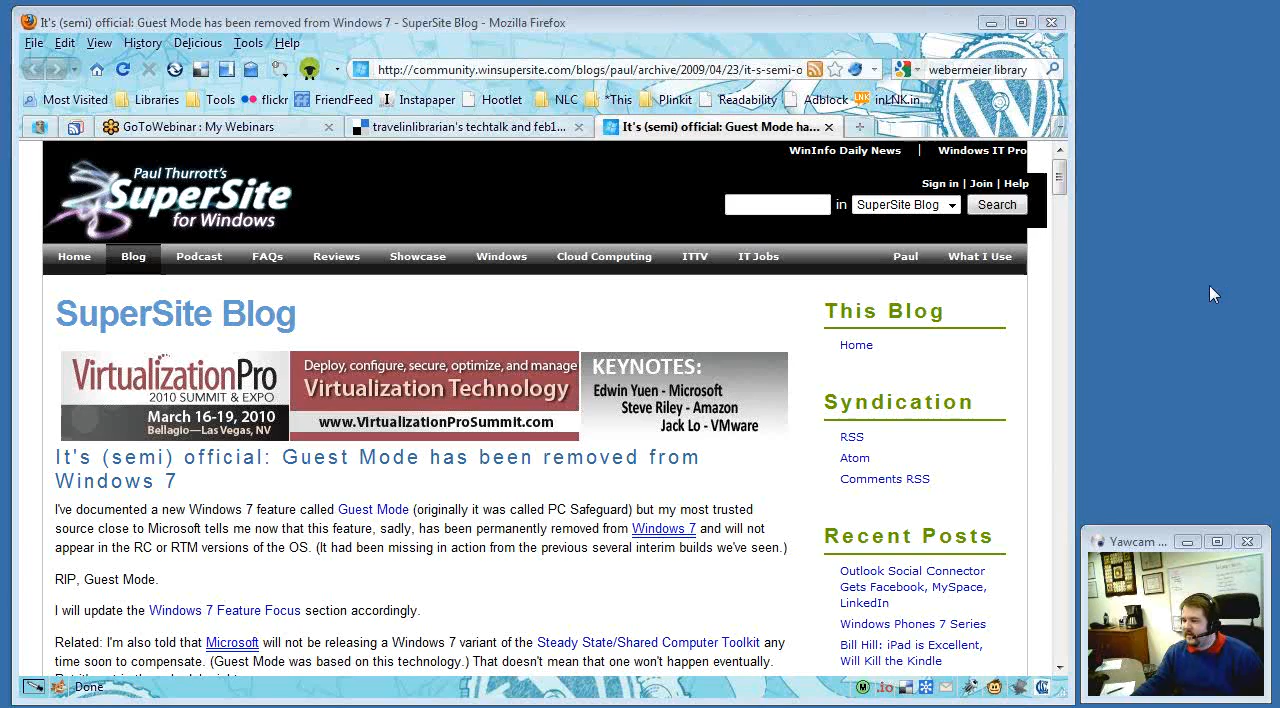 It's (semi) official: Guest Mode has been removed from Windows 7 - SuperSite Blog - Mozilla Firefox
File Edit View History Delicious Tools Help
http://community.winsupersite.com/blogs/paul/archive/2009/04/23/it-s-semi-o
webermeier library
Most Visited Libraries Tools flickr FriendFeed Instapaper Hootlet NLC *This Plinkit Readability Adblock inLNK.in
GoToWebinar : My Webinars
travelinlibrarian's techtalk and feb1...
It's (semi) official: Guest Mode ha...
WinInfo Daily News | Windows IT Pro
Paul Thurrott's
SuperSite
for Windows
Sign in | Join | Help
in SuperSite Blog Search
Home Blog Podcast FAQs Reviews Showcase Windows Cloud Computing ITTV IT Jobs Paul What I Use
SuperSite Blog
VirtualizationPro
2010 SUMMIT & EXPO
March 16-19, 2010
Bellagio—Las Vegas, NV
Deploy, configure, secure, optimize, and manage
Virtualization Technology
www.VirtualizationProSummit.com
KEYNOTES:
Edwin Yuen - Microsoft
Steve Riley - Amazon
Jack Lo - VMware
It's (semi) official: Guest Mode has been removed from
Windows 7
I've documented a new Windows 7 feature called Guest Mode (originally it was called PC Safeguard) but my most trusted
source close to Microsoft tells me now that this feature, sadly, has been permanently removed from Windows 7 and will not
appear in the RC or RTM versions of the OS. (It had been missing in action from the previous several interim builds we've seen.)
RIP, Guest Mode.
I will update the Windows 7 Feature Focus section accordingly.
Related: I'm also told that Microsoft will not be releasing a Windows 7 variant of the Steady State/Shared Computer Toolkit any
time soon to compensate. (Guest Mode was based on this technology.) That doesn't mean that one won't happen eventually.
This Blog
Home
Syndication
RSS
Atom
Comments RSS
Recent Posts
Outlook Social Connector
Gets Facebook, MySpace,
LinkedIn
Windows Phones 7 Series
Bill Hill: iPad is Excellent,
Will Kill the Kindle
Done
Yawcam ...